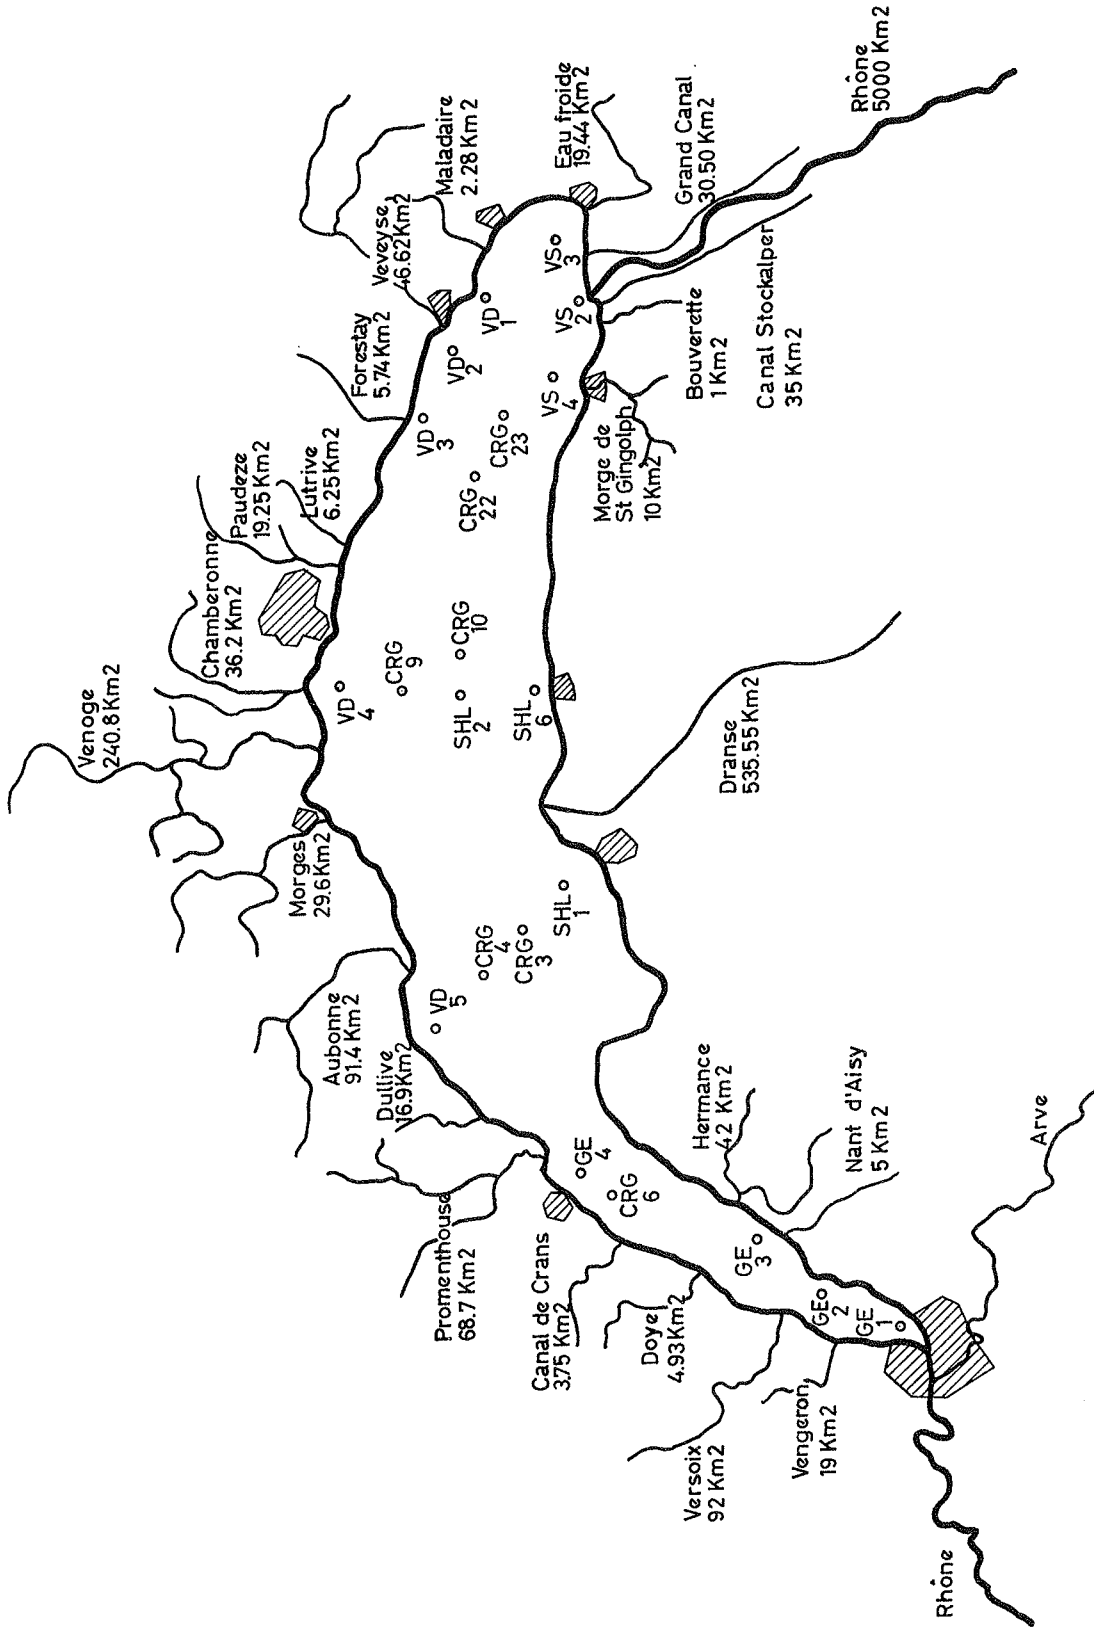 Venoge
240.8 Km2
Chamberonne
36.2 Km2
Paudeze
19.25 Km2
Lutrive
6.25 Km2
Forestay
5.74 Km2
Veveyse
46.62 Km2
Maladaire
2.28 Km2
Eau froide
19.44 Km2
Grand Canal
30.50 Km2
Rhône
5000 Km2
Canal Stockalper
35 Km2
Bouverette
1 Km2
Morge de
St Gingolph
10 Km2
Dranse
535.55 Km2
Morges
29.6 Km2
Aubonne
91.4 Km2
Dullive
16.9 Km2
Promenthouse
68.7 Km2
Canal de Crans
3.75 Km2
Doye
4.93 Km2
Versoix
92 Km2
Vengeron
19 Km2
Rhône
Arve
Nant d'Aisy
5 Km2
Hermance
42 Km2
VD
1
VD
2
VD
3
VD
4
VD
5
VS
3
VS
2
VS
4
CRG
23
CRG
22
CRG
10
CRG
9
SHL
2
SHL
6
SHL
1
CRG
4
CRG
3
GE
4
CRG
6
GE
3
GE
2
GE
1